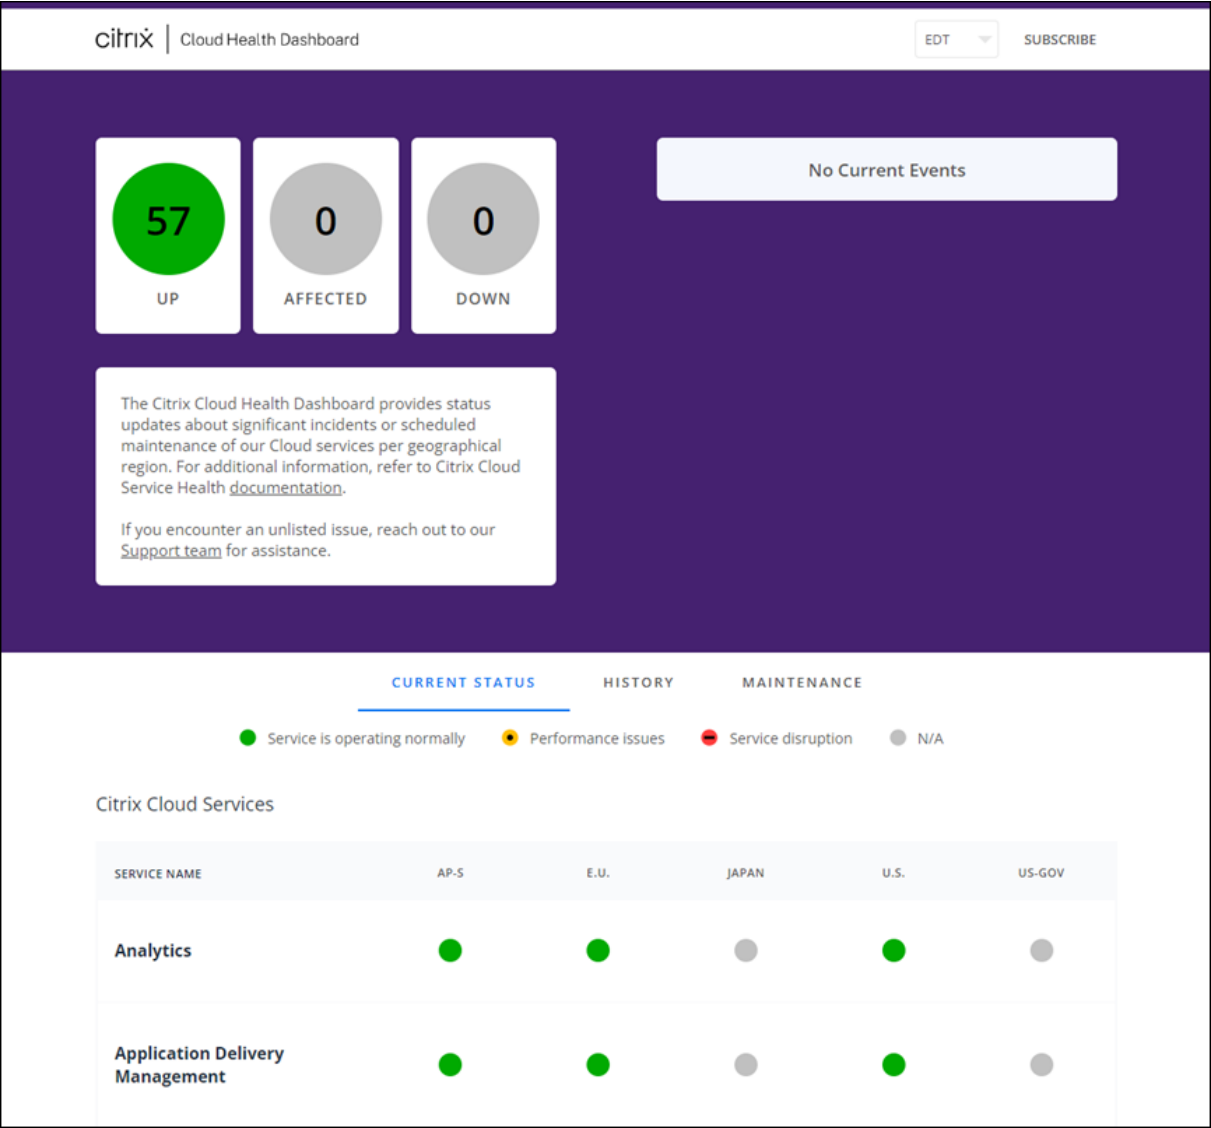 citrix | Cloud Health Dashboard
EDT
SUBSCRIBE
57
UP
0
AFFECTED
0
DOWN
No Current Events
The Citrix Cloud Health Dashboard provides status
updates about significant incidents or scheduled
maintenance of our Cloud services per geographical
region. For additional information, refer to Citrix Cloud
Service Health documentation.
If you encounter an unlisted issue, reach out to our
Support team for assistance.
CURRENT STATUS
HISTORY
MAINTENANCE
Service is operating normally
Performance issues
Service disruption
N/A
Citrix Cloud Services
SERVICE NAME
AP-S
E.U.
JAPAN
U.S.
US-GOV
Analytics
Application Delivery
Management